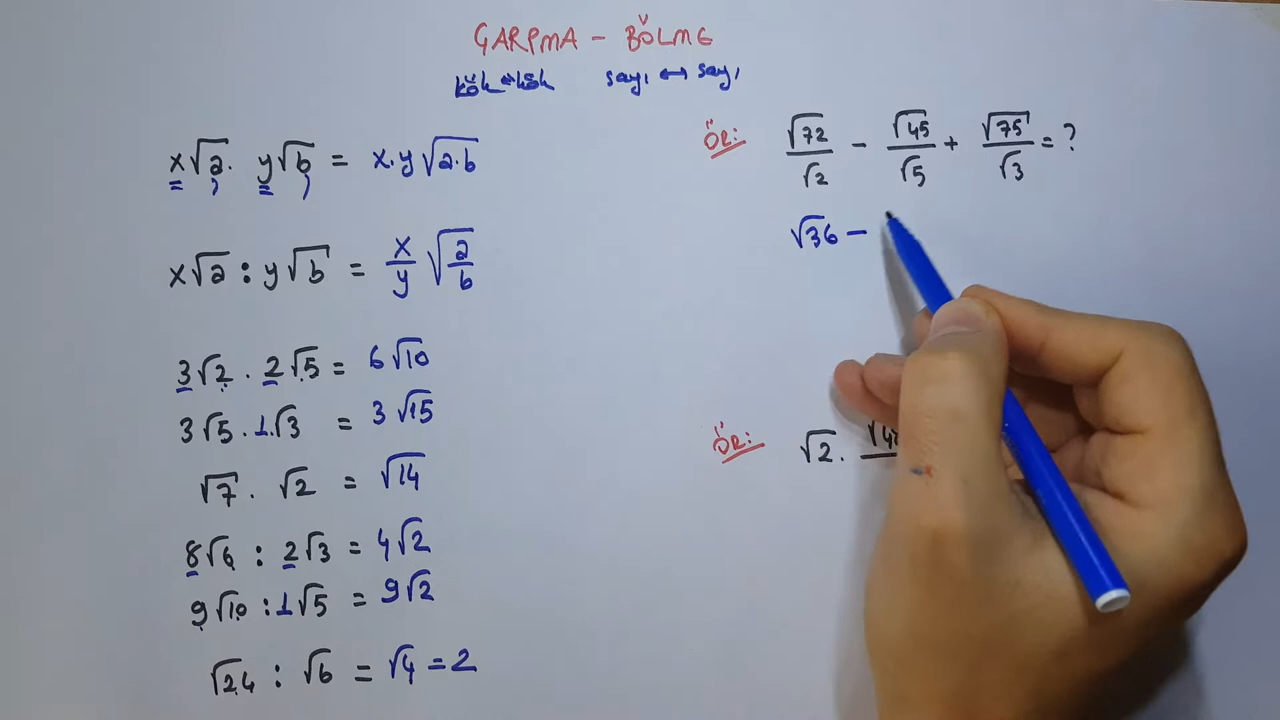 ÇARPMA - BÖLME
kök ↔ kök sayı ↔ sayı
x√a . y√b = x.y√a.b
x√a : y√b = x/y √a/b
3√2 . 2√5 = 6√10
3√5 . 1√3 = 3√15
√7 . √2 = √14
8√6 : 2√3 = 4√2
9√10 : 1√5 = 9√2
√24 : √6 = √4 = 2
ÖR: √72/√2 - √45/√5 + √75/√3 = ?
√36 -
ÖR: √2 .